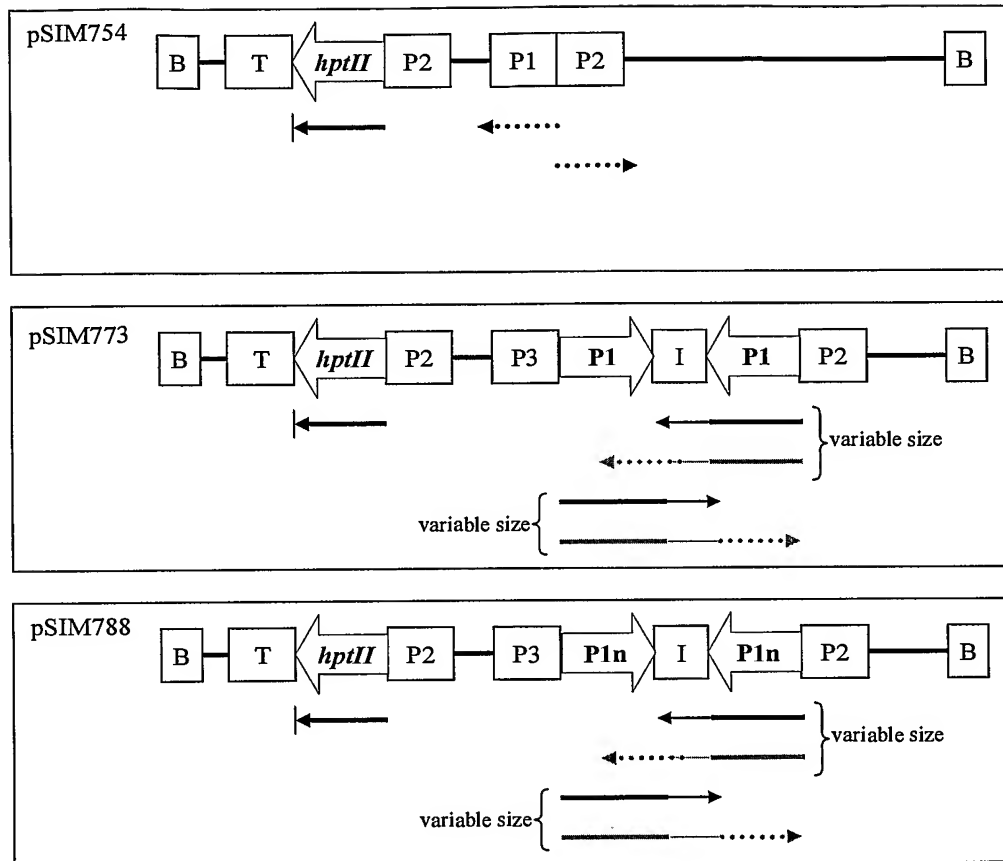 pSIM754
B T hptII P2 P1 P2 B
pSIM773
B T hptII P2 P3 P1 I P1 P2 B
variable size
variable size
pSIM788
B T hptII P2 P3 P1n I P1n P2 B
variable size
variable size